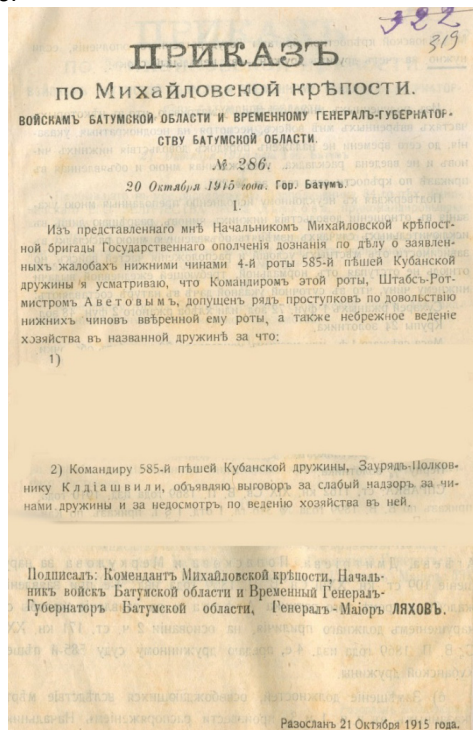 322
319
ПРИКАЗЪ
по Михайловской крѣпости.
ВОЙСКАМЪ БАТУМСКОЙ ОБЛАСТИ И ВРЕМЕННОМУ ГЕНЕРАЛЪ-ГУБЕРНАТОР-
СТВУ БАТУМСКОЙ ОБЛАСТИ.
№ 286.
20 Октября 1915 года. Гор. Батумъ.
I.
Изъ представленнаго мнѣ Начальникомъ Михайловской крѣпост-
ной бригады Государственнаго ополченія дознанія по дѣлу о заявлен-
ныхъ жалобахъ нижними чинами 4-й роты 585-й пѣшей Кубанской
дружины я усматриваю, что Командиромъ этой роты, Штабсъ-Рот-
мистромъ Аветовымъ, допущен рядъ проступковъ по довольствію
нижнихъ чиновъ ввѣренной ему роты, а также небрежное веденіе
хозяйства въ названной дружинѣ за что:
1)
2) Командиру 585-й пѣшей Кубанской дружины, Заурядъ-Полков-
нику Клдіашвили, объявляю выговоръ за слабый надзоръ за чи-
нами дружины и за недосмотръ по веденію хозяйства въ ней.
Подписалъ: Комендантъ Михайловской крѣпости, Началь-
никъ войскъ Батумской области и Временный Генералъ-
Губернаторъ Батумской области, Генералъ-Маіоръ ЛЯХОВЪ.
Разосланъ 21 Октября 1915 года.